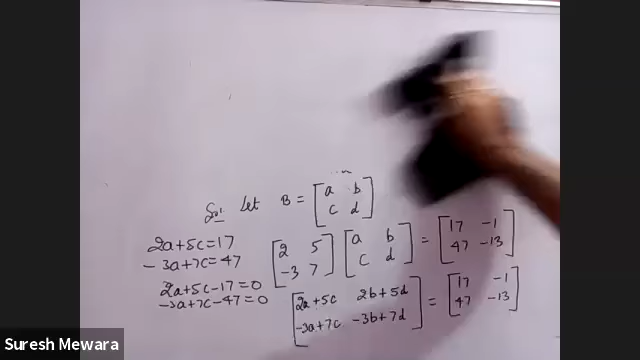 Sol: Let B = [a b
c d]
2a+5c=17
-3a+7c=47
[2 5
-3 7] [a b
c d] = [17 -1
47 -13]
2a+5c-17=0
-3a+7c-47=0
[2a+5c 2b+5d
-3a+7c -3b+7d] = [17 -1
47 -13]
Suresh Mewara